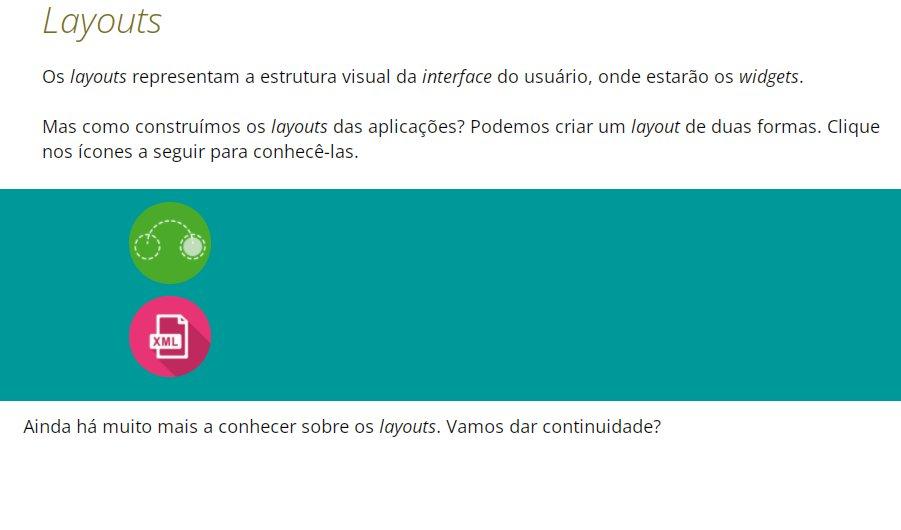 Layouts
Os layouts representam a estrutura visual da interface do usuário, onde estarão os widgets.
Mas como construímos os layouts das aplicações? Podemos criar um layout de duas formas. Clique
nos ícones a seguir para conhecê-las.
XML
Ainda há muito mais a conhecer sobre os layouts. Vamos dar continuidade?